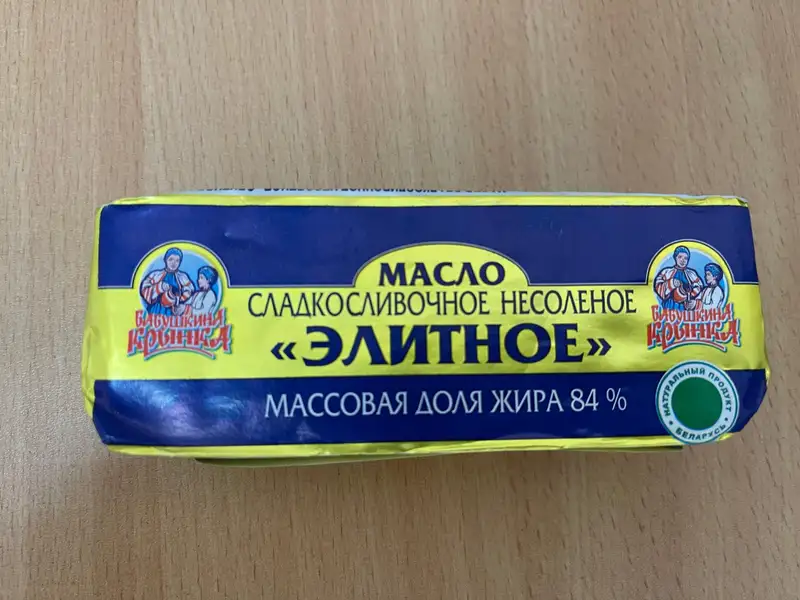 МАСЛО
СЛАДКОСЛИВОЧНОЕ НЕСОЛЕНОЕ
«ЭЛИТНОЕ»
МАССОВАЯ ДОЛЯ ЖИРА 84 %
БАБУШКИНА
КРЫНКА
БАБУШКИНА
КРЫНКА
НАТУРАЛЬНЫЙ ПРОДУКТ
• БЕЛАРУСЬ •